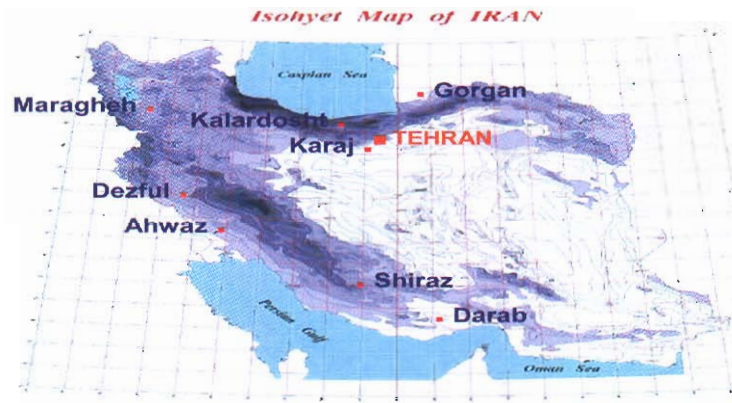 Isohyet Map of IRAN
Caspian Sea
Gorgan
Maragheh
Kalardosht
TEHRAN
Karaj
Dezful
Ahwaz
Shiraz
Persian Gulf
Darab
Oman Sea